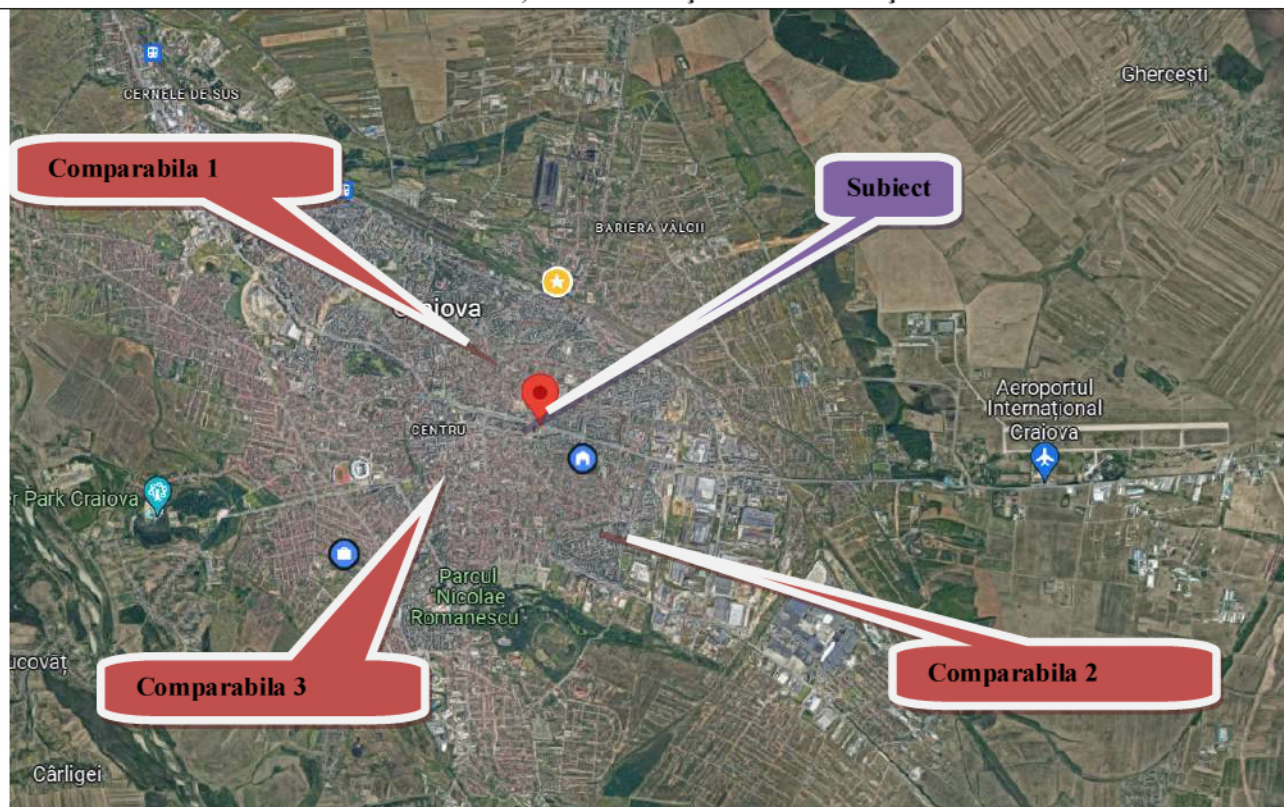 Ghercești
CERNELE DE SUS
Comparabila 1
Subiect
BARIERA VÂLCII
Craiova
Aeroportul
Internațional
Craiova
CENTRU
er Park Craiova
Parcul
"Nicolae
Romanescu"
ucovăț
Comparabila 3
Comparabila 2
Cârligei